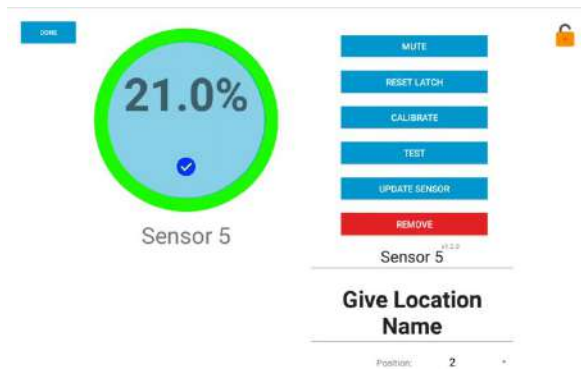 DONE
21.0%
Sensor 5
MUTE
RESET LATCH
CALIBRATE
TEST
UPDATE SENSOR
REMOVE
v1.2.0
Sensor 5
Give Location
Name
Position: 2